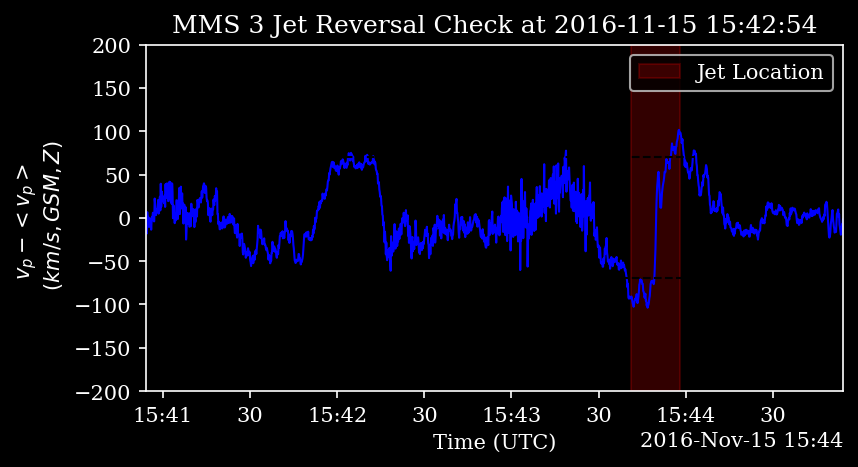 MMS 3 Jet Reversal Check at 2016-11-15 15:42:54
200
150
100
50
0
−50
−100
−150
−200
v_p − < v_p >
(km/s, GSM, Z)
Jet Location
15:41 30 15:42 30 15:43 30 15:44 30
Time (UTC)
2016-Nov-15 15:44